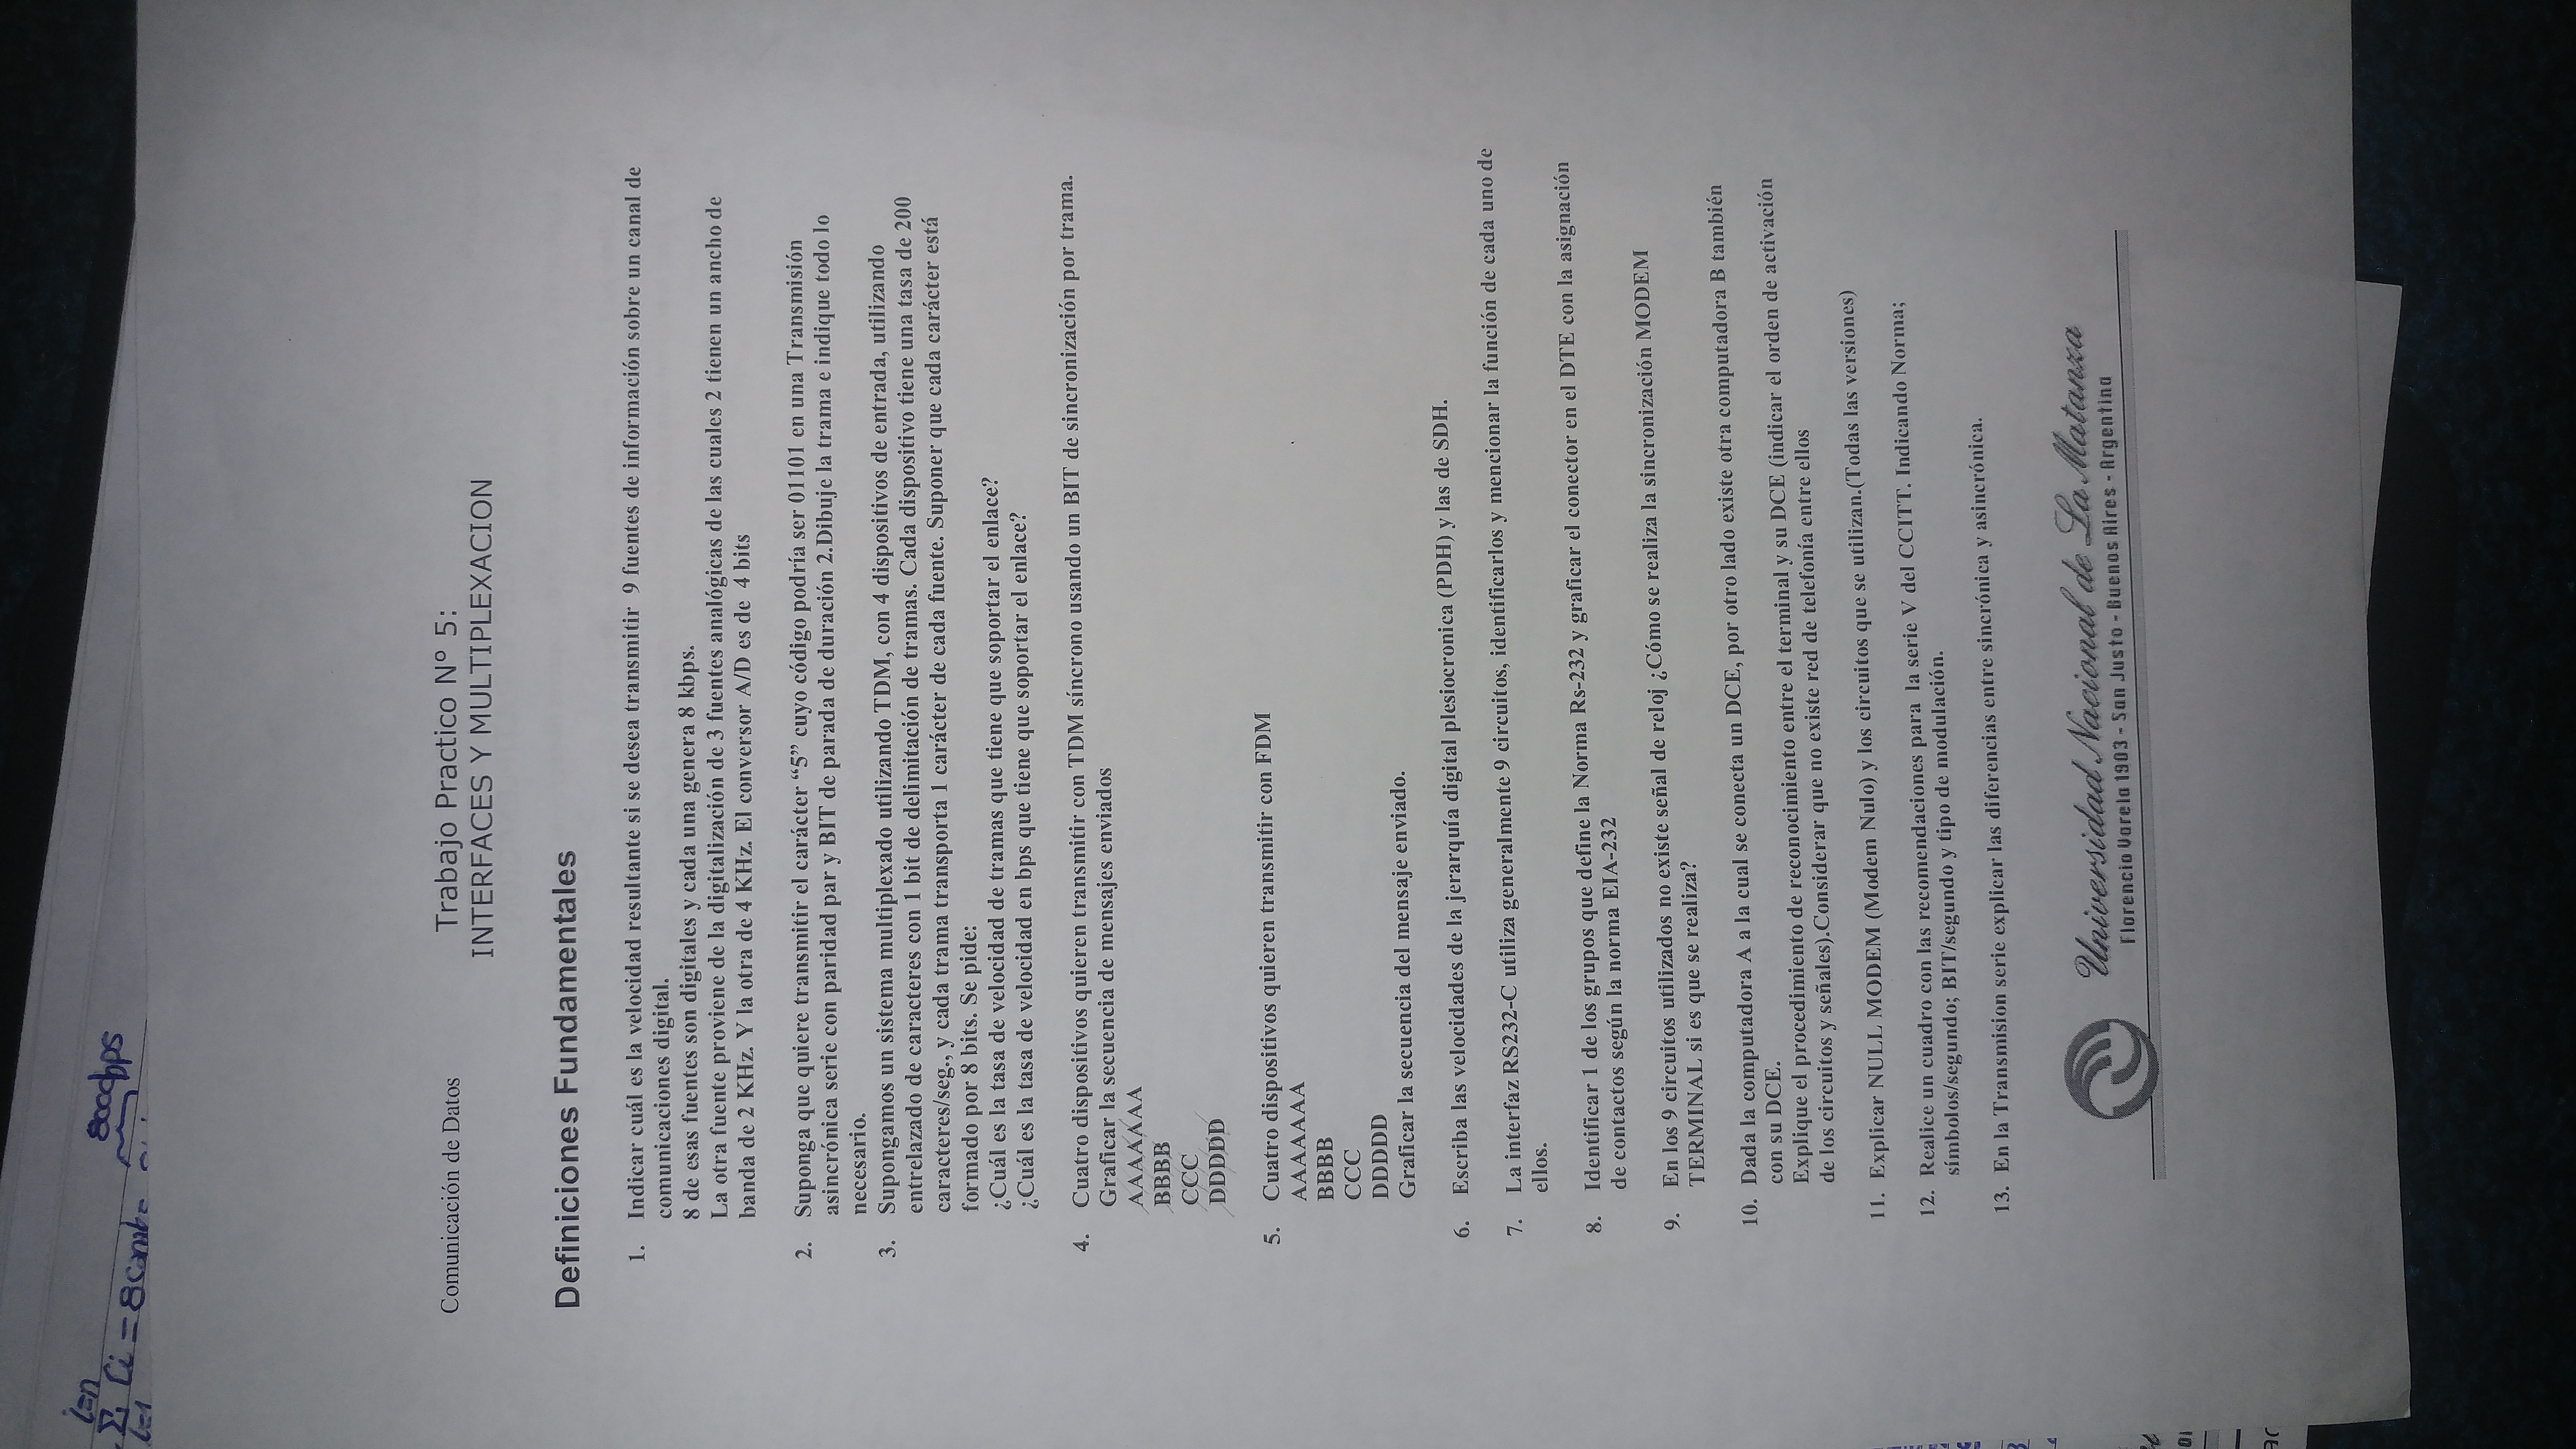 i=n
Σ Ci = 8
8000bps
i=1
Comunicación de Datos
Trabajo Practico Nº 5:
INTERFACES Y MULTIPLEXACION
Definiciones Fundamentales
1. Indicar cuál es la velocidad resultante si se desea transmitir 9 fuentes de información sobre un canal de
comunicaciones digital.
8 de esas fuentes son digitales y cada una genera 8 kbps.
La otra fuente proviene de la digitalización de 3 fuentes analógicas de las cuales 2 tienen un ancho de
banda de 2 KHz. Y la otra de 4 KHz. El conversor A/D es de 4 bits
2. Suponga que quiere transmitir el carácter “5” cuyo código podría ser 01101 en una Transmisión
asincrónica serie con paridad par y BIT de parada de duración 2.Dibuje la trama e indique todo lo
necesario.
3. Supongamos un sistema multiplexado utilizando TDM, con 4 dispositivos de entrada, utilizando
entrelazado de caracteres con 1 bit de delimitación de tramas. Cada dispositivo tiene una tasa de 200
caracteres/seg., y cada trama transporta 1 carácter de cada fuente. Suponer que cada carácter está
formado por 8 bits. Se pide:
¿Cuál es la tasa de velocidad de tramas que tiene que soportar el enlace?
¿Cuál es la tasa de velocidad en bps que tiene que soportar el enlace?
4. Cuatro dispositivos quieren transmitir con TDM síncrono usando un BIT de sincronización por trama.
Graficar la secuencia de mensajes enviados
AAAAAAA
BBBB
CCC
DDDDD
5. Cuatro dispositivos quieren transmitir con FDM
AAAAAAA
BBBB
CCC
DDDDD
Graficar la secuencia del mensaje enviado.
6. Escriba las velocidades de la jerarquía digital plesiocronica (PDH) y las de SDH.
7. La interfaz RS232-C utiliza generalmente 9 circuitos, identificarlos y mencionar la función de cada uno de
ellos.
8. Identificar 1 de los grupos que define la Norma Rs-232 y graficar el conector en el DTE con la asignación
de contactos según la norma EIA-232
9. En los 9 circuitos utilizados no existe señal de reloj ¿Cómo se realiza la sincronización MODEM
TERMINAL si es que se realiza?
10. Dada la computadora A a la cual se conecta un DCE, por otro lado existe otra computadora B también
con su DCE.
Explique el procedimiento de reconocimiento entre el terminal y su DCE (indicar el orden de activación
de los circuitos y señales).Considerar que no existe red de telefonía entre ellos
11. Explicar NULL MODEM (Modem Nulo) y los circuitos que se utilizan.(Todas las versiones)
12. Realice un cuadro con las recomendaciones para la serie V del CCITT. Indicando Norma;
símbolos/segundo; BIT/segundo y tipo de modulación.
13. En la Transmision serie explicar las diferencias entre sincrónica y asincrónica.
Universidad Nacional de La Matanza
Florencio Varela 1903 - San Justo - Buenos Aires - Argentina